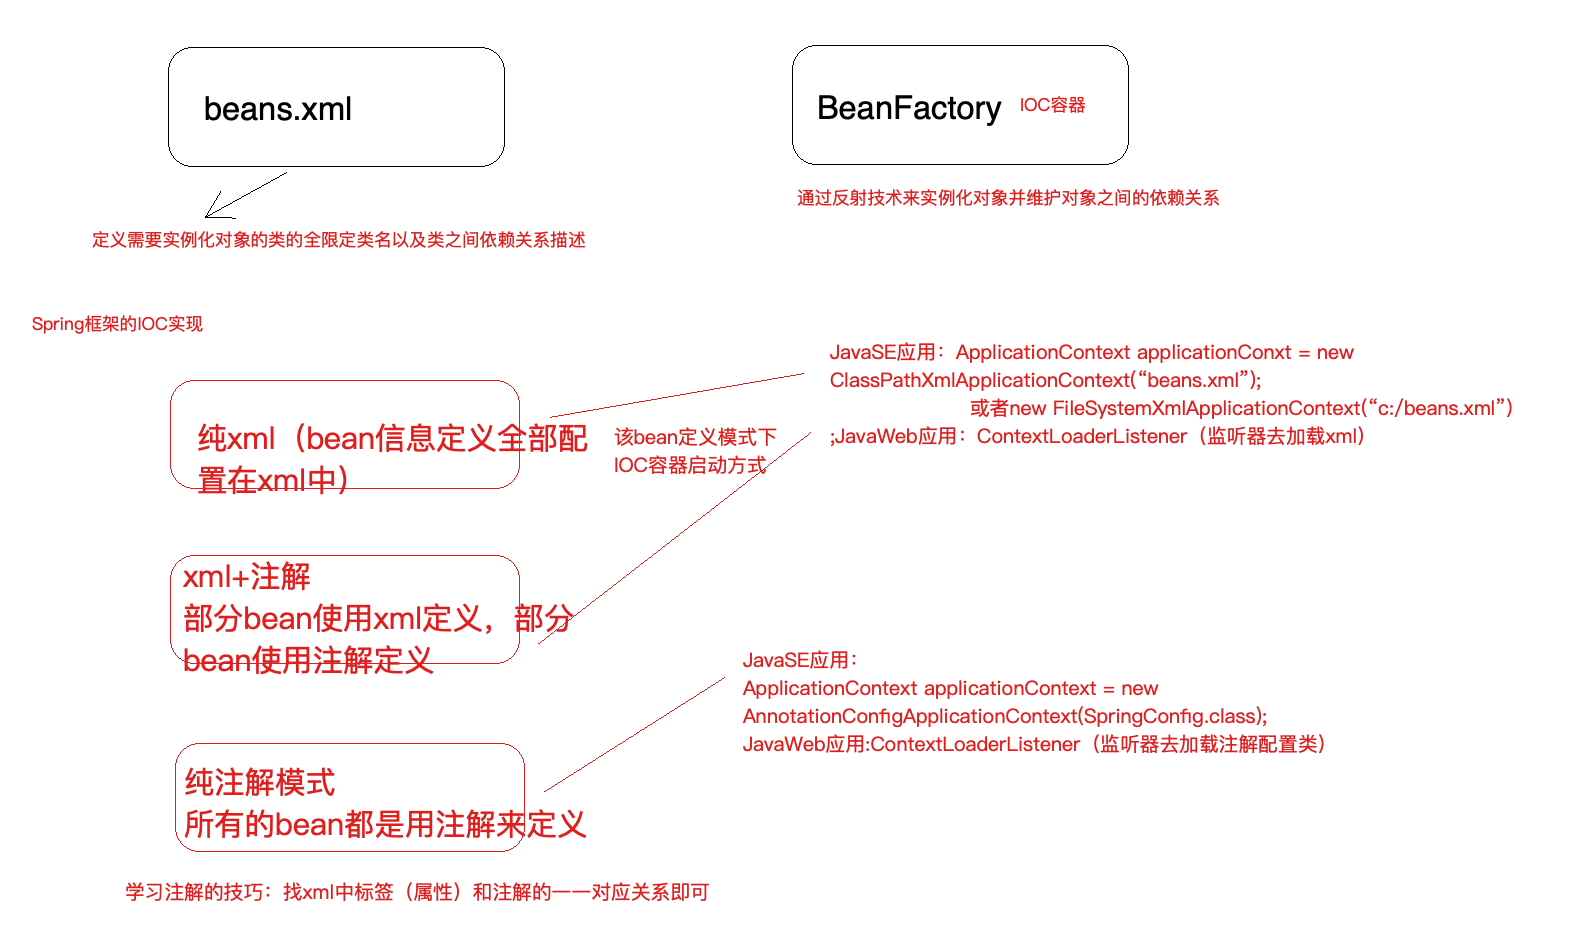 beans.xml
BeanFactory IOC容器
通过反射技术来实例化对象并维护对象之间的依赖关系
定义需要实例化对象的类的全限定类名以及类之间依赖关系描述
Spring框架的IOC实现
JavaSE应用：ApplicationContext applicationConxt = new
ClassPathXmlApplicationContext(“beans.xml”);
或者new FileSystemXmlApplicationContext(“c:/beans.xml”)
;JavaWeb应用：ContextLoaderListener（监听器去加载xml）
纯xml（bean信息定义全部配
置在xml中）
该bean定义模式下
IOC容器启动方式
xml+注解
部分bean使用xml定义，部分
bean使用注解定义
JavaSE应用：
ApplicationContext applicationContext = new
AnnotationConfigApplicationContext(SpringConfig.class);
JavaWeb应用:ContextLoaderListener（监听器去加载注解配置类）
纯注解模式
所有的bean都是用注解来定义
学习注解的技巧：找xml中标签（属性）和注解的一一对应关系即可